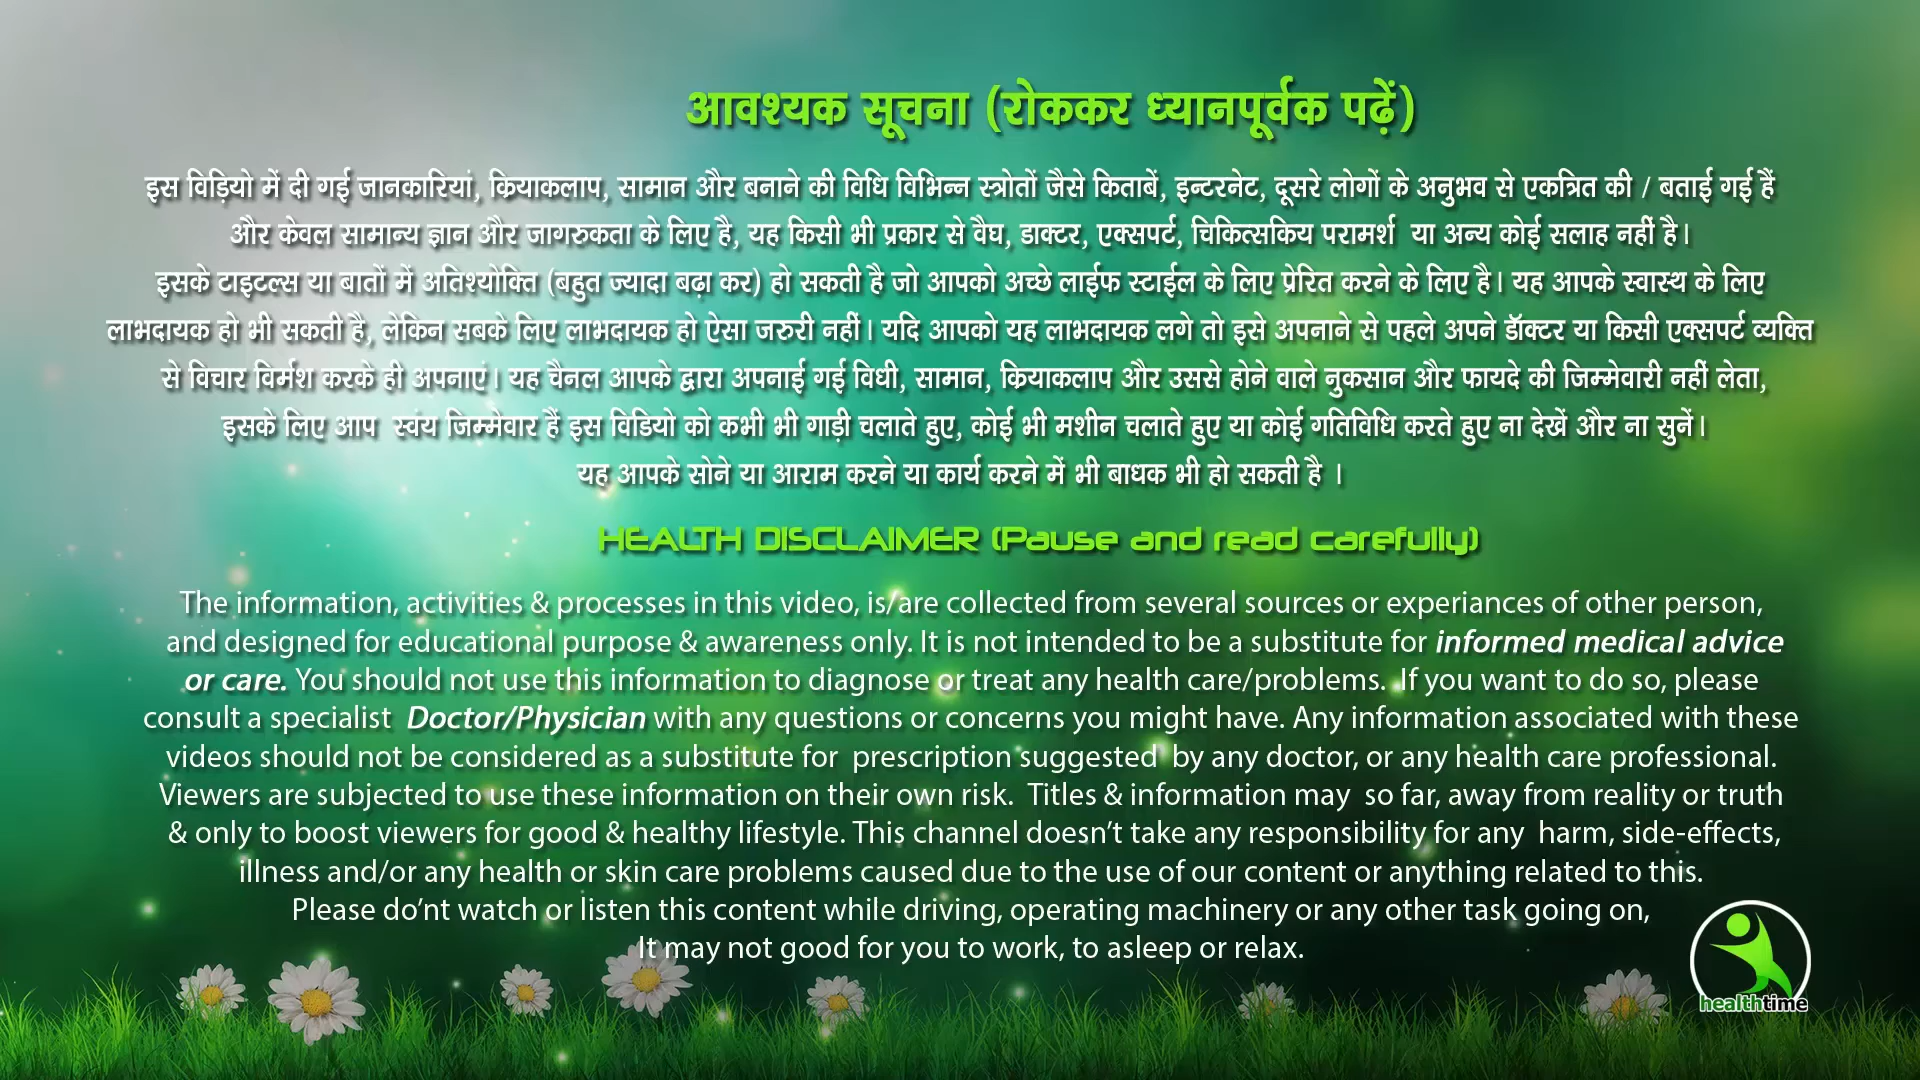 आवश्यक सूचना (रोककर ध्यानपूर्वक पढ़ें)
इस विड़ियो में दी गई जानकारियां, क्रियाकलाप, सामान और बनाने की विधि विभिन्न स्त्रोतों जैसे किताबें, इन्टरनेट, दूसरे लोगों के अनुभव से एकत्रित की / बताई गई हैं
और केवल सामान्य ज्ञान और जागरुकता के लिए है, यह किसी भी प्रकार से वैघ, डाक्टर, एक्सपर्ट, चिकित्सकिय परामर्श या अन्य कोई सलाह नहीं है।
इसके टाइटल्स या बातों में अतिश्योक्ति (बहुत ज्यादा बढ़ा कर) हो सकती है जो आपको अच्छे लाईफ स्टाईल के लिए प्रेरित करने के लिए है। यह आपके स्वास्थ के लिए
लाभदायक हो भी सकती है, लेकिन सबके लिए लाभदायक हो ऐसा जरुरी नहीं। यदि आपको यह लाभदायक लगे तो इसे अपनाने से पहले अपने डॉक्टर या किसी एक्सपर्ट व्यक्ति
से विचार विर्मश करके ही अपनाएं। यह चैनल आपके द्वारा अपनाई गई विधी, सामान, क्रियाकलाप और उससे होने वाले नुकसान और फायदे की जिम्मेवारी नहीं लेता,
इसके लिए आप स्वंय जिम्मेवार हैं इस विडियो को कभी भी गाड़ी चलाते हुए, कोई भी मशीन चलाते हुए या कोई गतिविधि करते हुए ना देखें और ना सुनें।
यह आपके सोने या आराम करने या कार्य करने में भी बाधक भी हो सकती है ।
HEALTH DISCLAIMER (Pause and read carefully)
The information, activities & processes in this video, is/are collected from several sources or experiances of other person,
and designed for educational purpose & awareness only. It is not intended to be a substitute for informed medical advice
or care. You should not use this information to diagnose or treat any health care/problems. If you want to do so, please
consult a specialist Doctor/Physician with any questions or concerns you might have. Any information associated with these
videos should not be considered as a substitute for prescription suggested by any doctor, or any health care professional.
Viewers are subjected to use these information on their own risk. Titles & information may so far, away from reality or truth
& only to boost viewers for good & healthy lifestyle. This channel doesn’t take any responsibility for any harm, side-effects,
illness and/or any health or skin care problems caused due to the use of our content or anything related to this.
Please do’nt watch or listen this content while driving, operating machinery or any other task going on,
It may not good for you to work, to asleep or relax.
healthtime